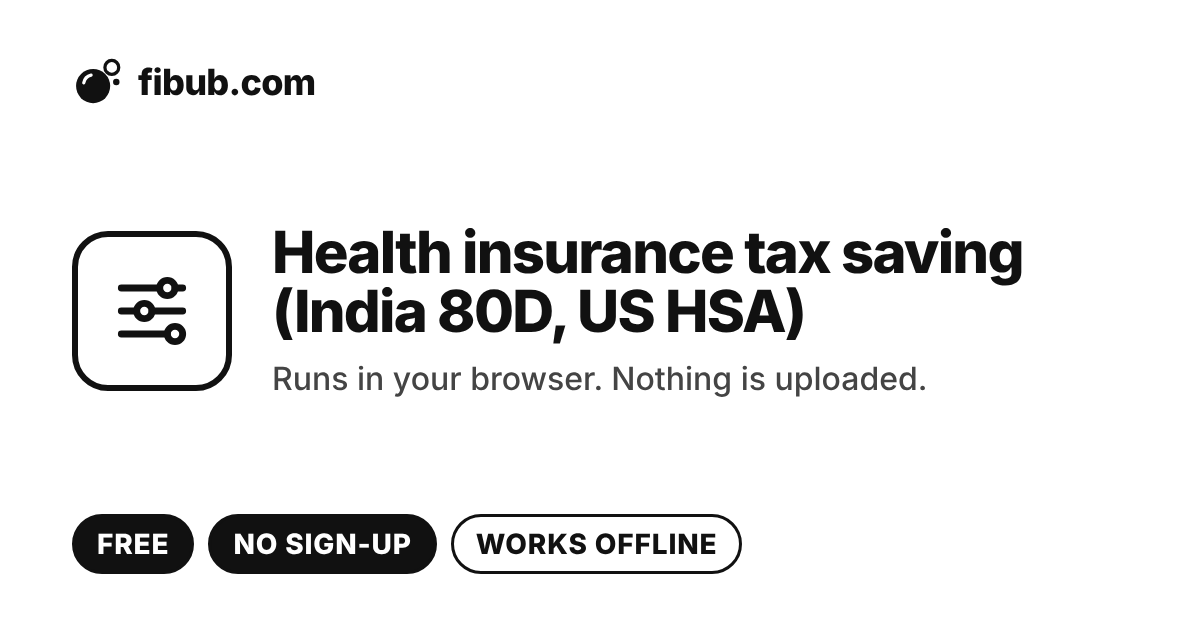 fibub.com
Health insurance tax saving
(India 80D, US HSA)
Runs in your browser. Nothing is uploaded.
FREE
NO SIGN-UP
WORKS OFFLINE